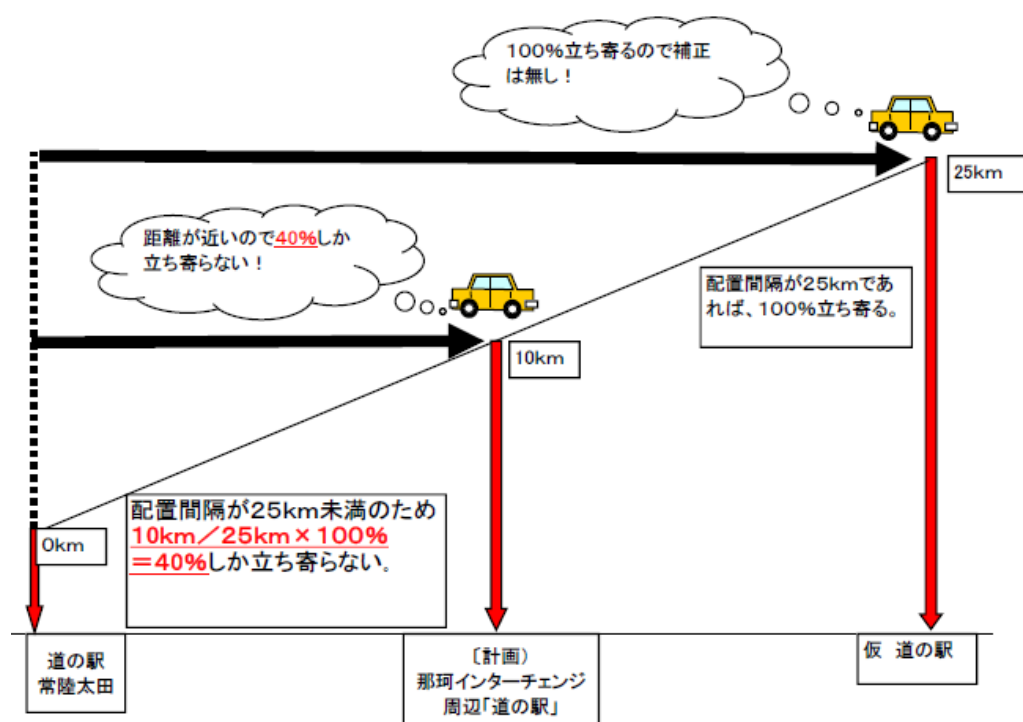 100%立ち寄るので補正
は無し！
25km
距離が近いので40%しか
立ち寄らない！
配置間隔が25kmであ
れば、100%立ち寄る。
10km
配置間隔が25km未満のため
10km／25km×100%
＝40%しか立ち寄らない。
0km
道の駅
常陸太田
〔計画）
那珂インターチェンジ
周辺「道の駅」
仮 道の駅